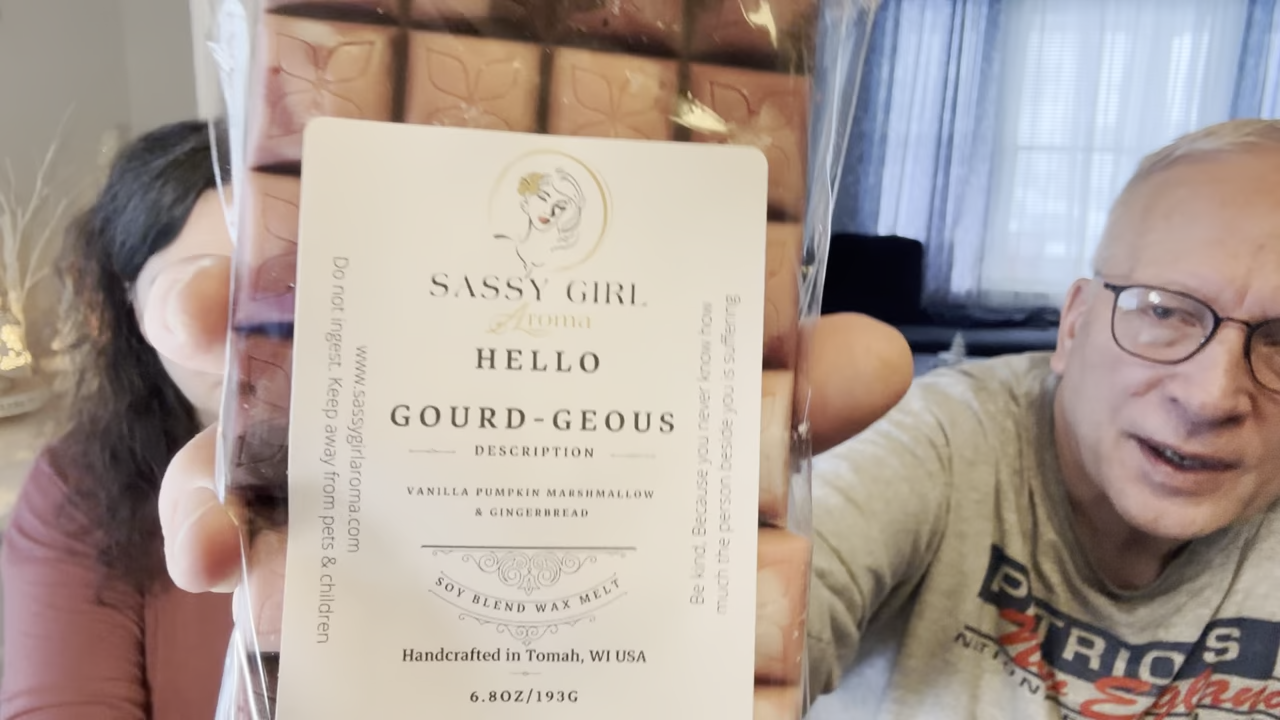 SASSY GIRL
Aroma
HELLO
GOURD-GEOUS
DESCRIPTION
VANILLA PUMPKIN MARSHMALLOW
& GINGERBREAD
SOY BLEND WAX MELT
Handcrafted in Tomah, WI USA
6.8OZ/193G
www.sassygirlaroma.com
Do not ingest. Keep away from pets & children
Be kind. Because you never know how
much the person beside you is suffering
PATRIOTS